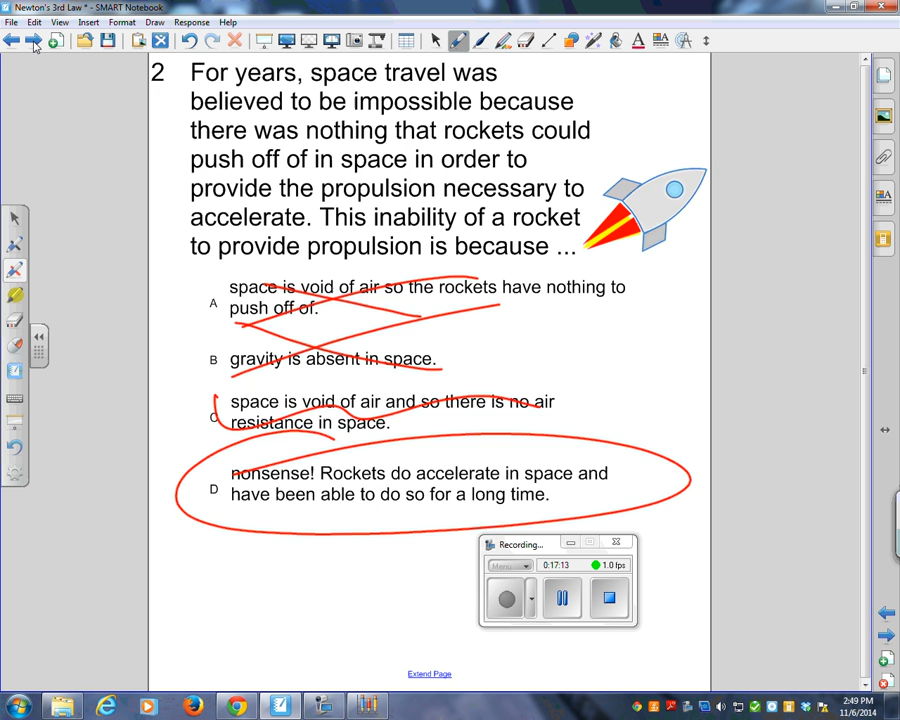 Newton's 3rd Law * - SMART Notebook
File Edit View Insert Format Draw Response Help
2 For years, space travel was
believed to be impossible because
there was nothing that rockets could
push off of in space in order to
provide the propulsion necessary to
accelerate. This inability of a rocket
to provide propulsion is because ...
A space is void of air so the rockets have nothing to
push off of.
B gravity is absent in space.
C space is void of air and so there is no air
resistance in space.
D nonsense! Rockets do accelerate in space and
have been able to do so for a long time.
Recording...
Menu 0:17:13 1.0 fps
Extend Page
2:49 PM
11/6/2014